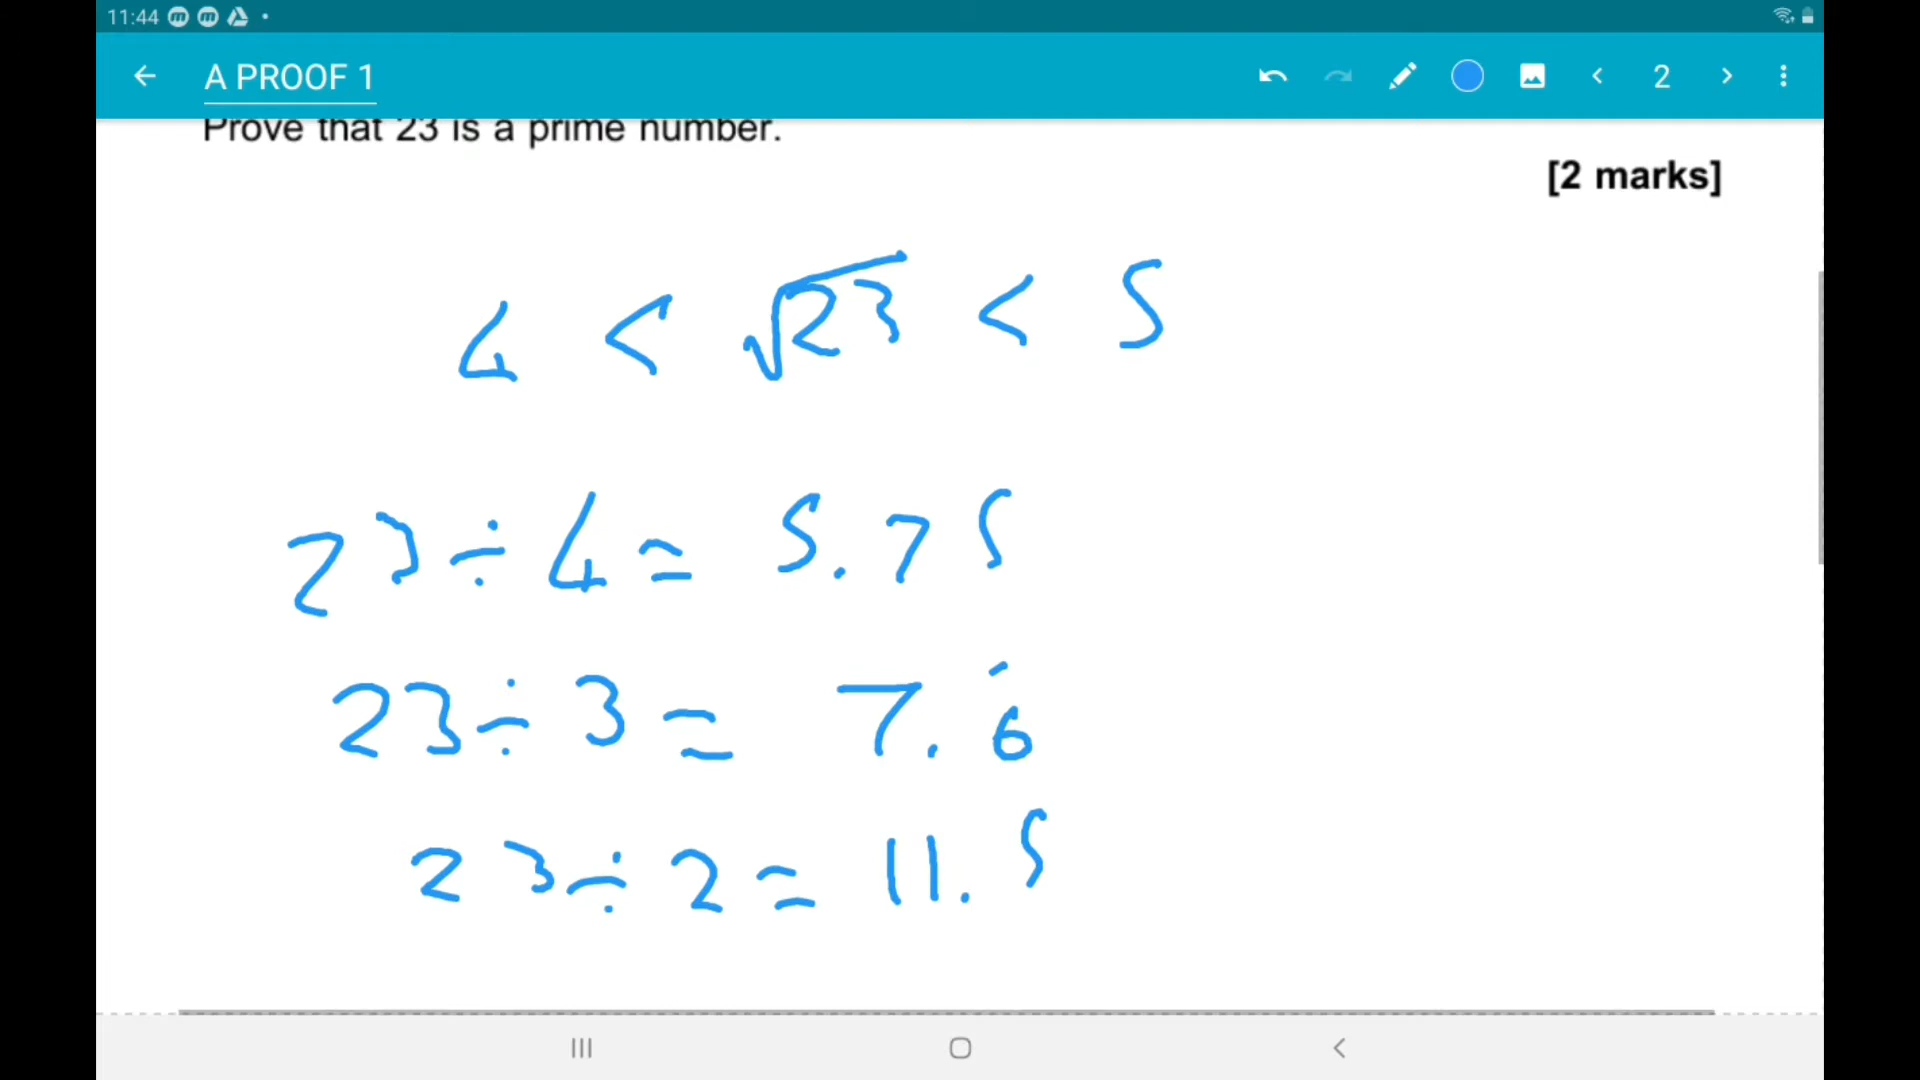 11:44
A PROOF 1
2
Prove that 23 is a prime number.
[2 marks]
4 < √23 < 5
23 ÷ 4 = 5.75
23 ÷ 3 = 7.6̇
23 ÷ 2 = 11.5